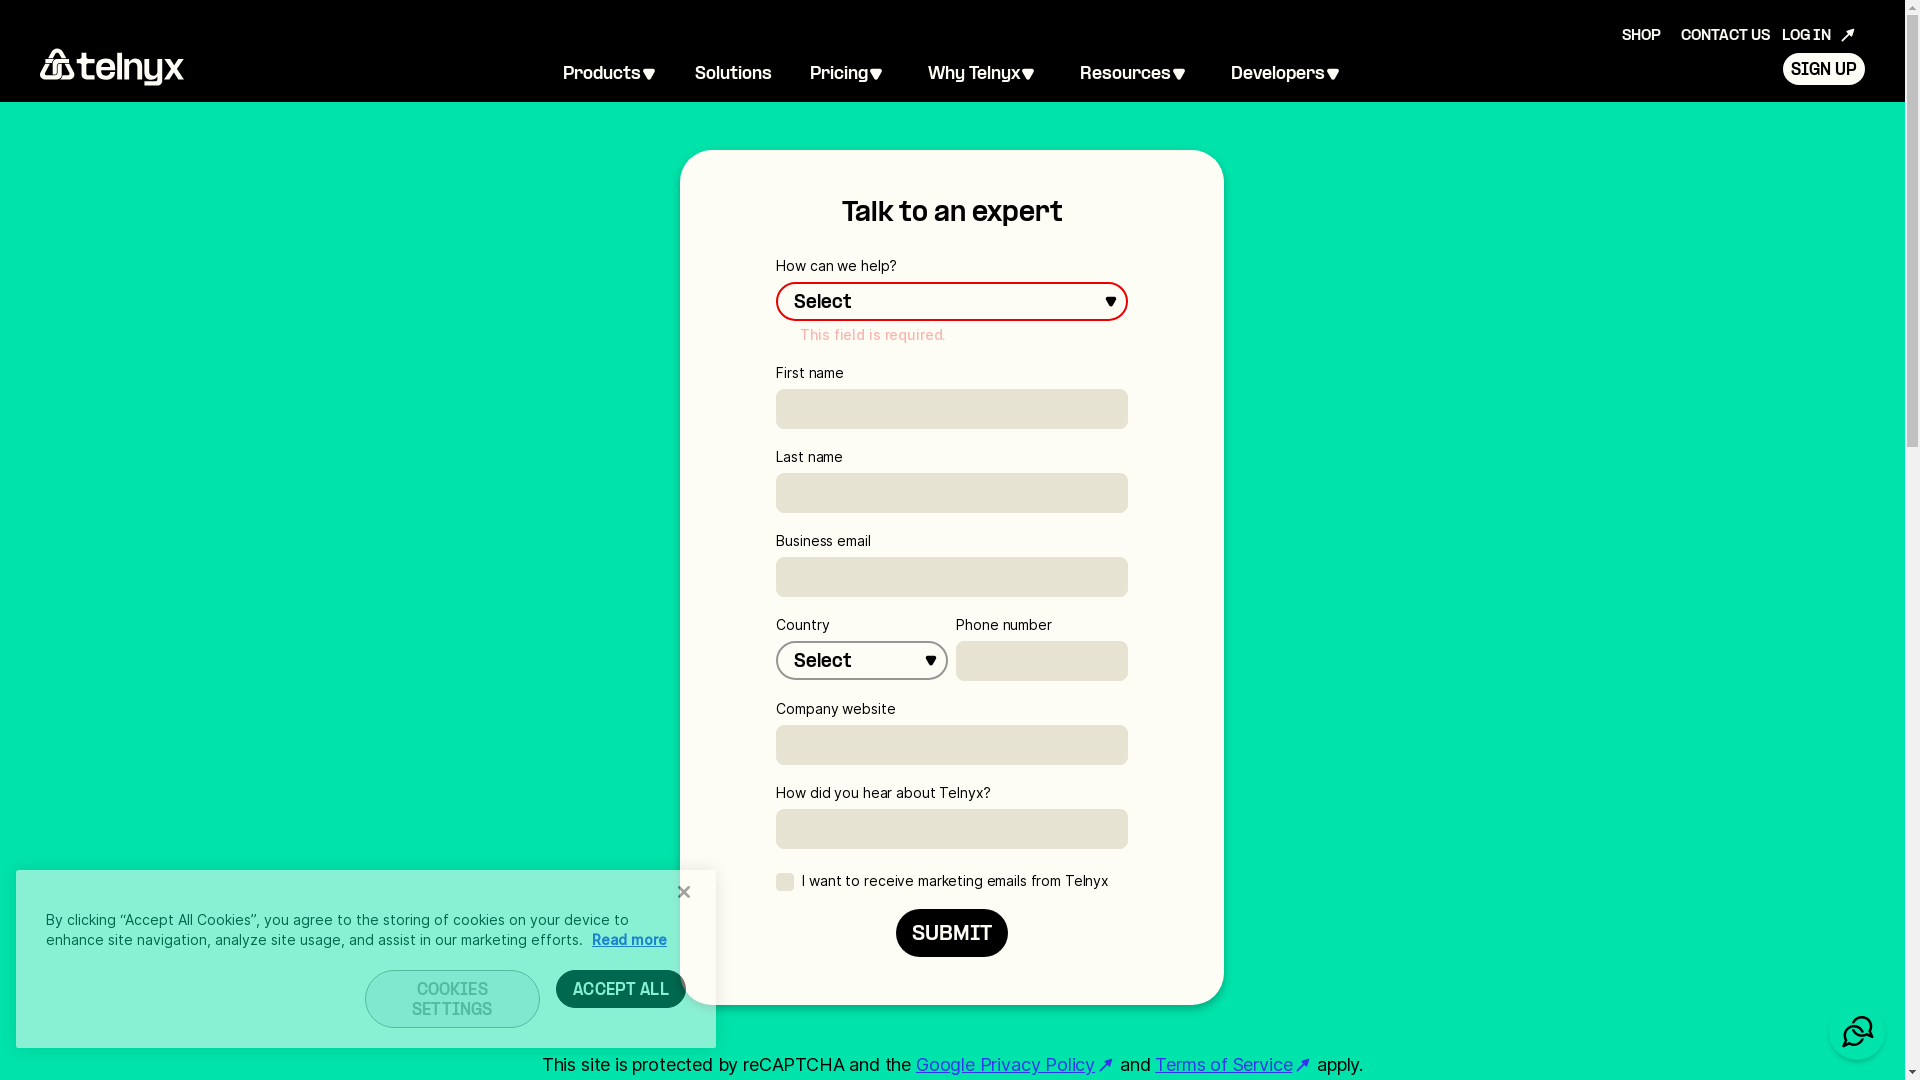 SHOP CONTACT US LOG IN
telnyx Products Solutions Pricing Why Telnyx Resources Developers SIGN UP
Talk to an expert
How can we help?
Select
This field is required.
First name
Last name
Business email
Country Phone number
Select
Company website
How did you hear about Telnyx?
I want to receive marketing emails from Telnyx
SUBMIT
By clicking “Accept All Cookies”, you agree to the storing of cookies on your device to
enhance site navigation, analyze site usage, and assist in our marketing efforts. Read more
COOKIES
SETTINGS
ACCEPT ALL
This site is protected by reCAPTCHA and the Google Privacy Policy and Terms of Service apply.